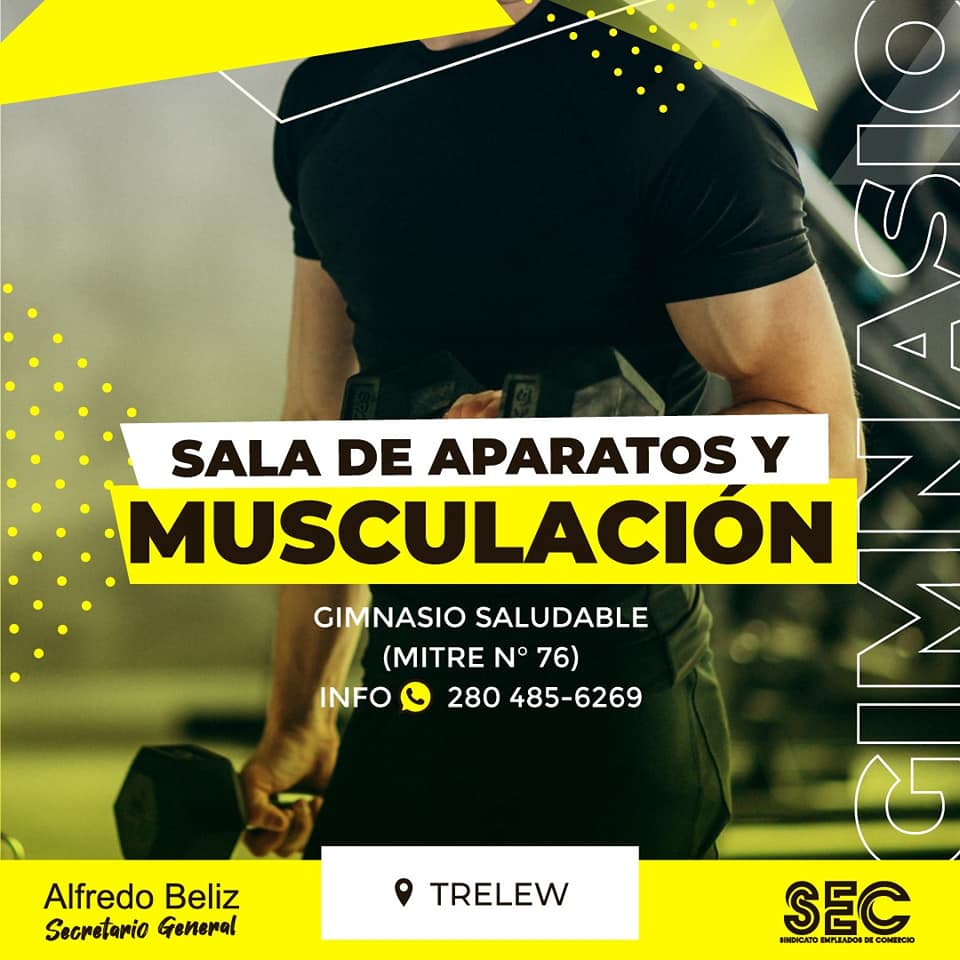 GIMNASIO
SALA DE APARATOS Y
MUSCULACIÓN
GIMNASIO SALUDABLE
(MITRE N° 76)
INFO 280 485-6269
Alfredo Beliz
Secretario General
TRELEW
SEC
SINDICATO EMPLEADOS DE COMERCIO